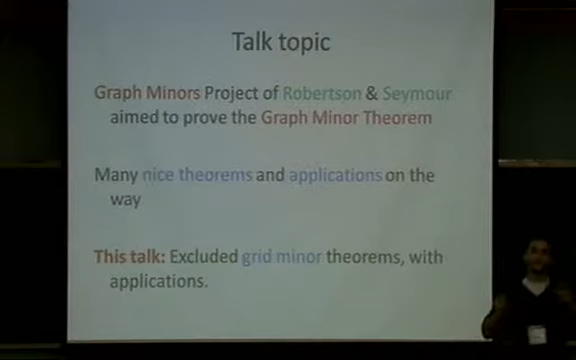 Talk topic
Graph Minors Project of Robertson & Seymour
aimed to prove the Graph Minor Theorem
Many nice theorems and applications on the
way
This talk: Excluded grid minor theorems, with
applications.